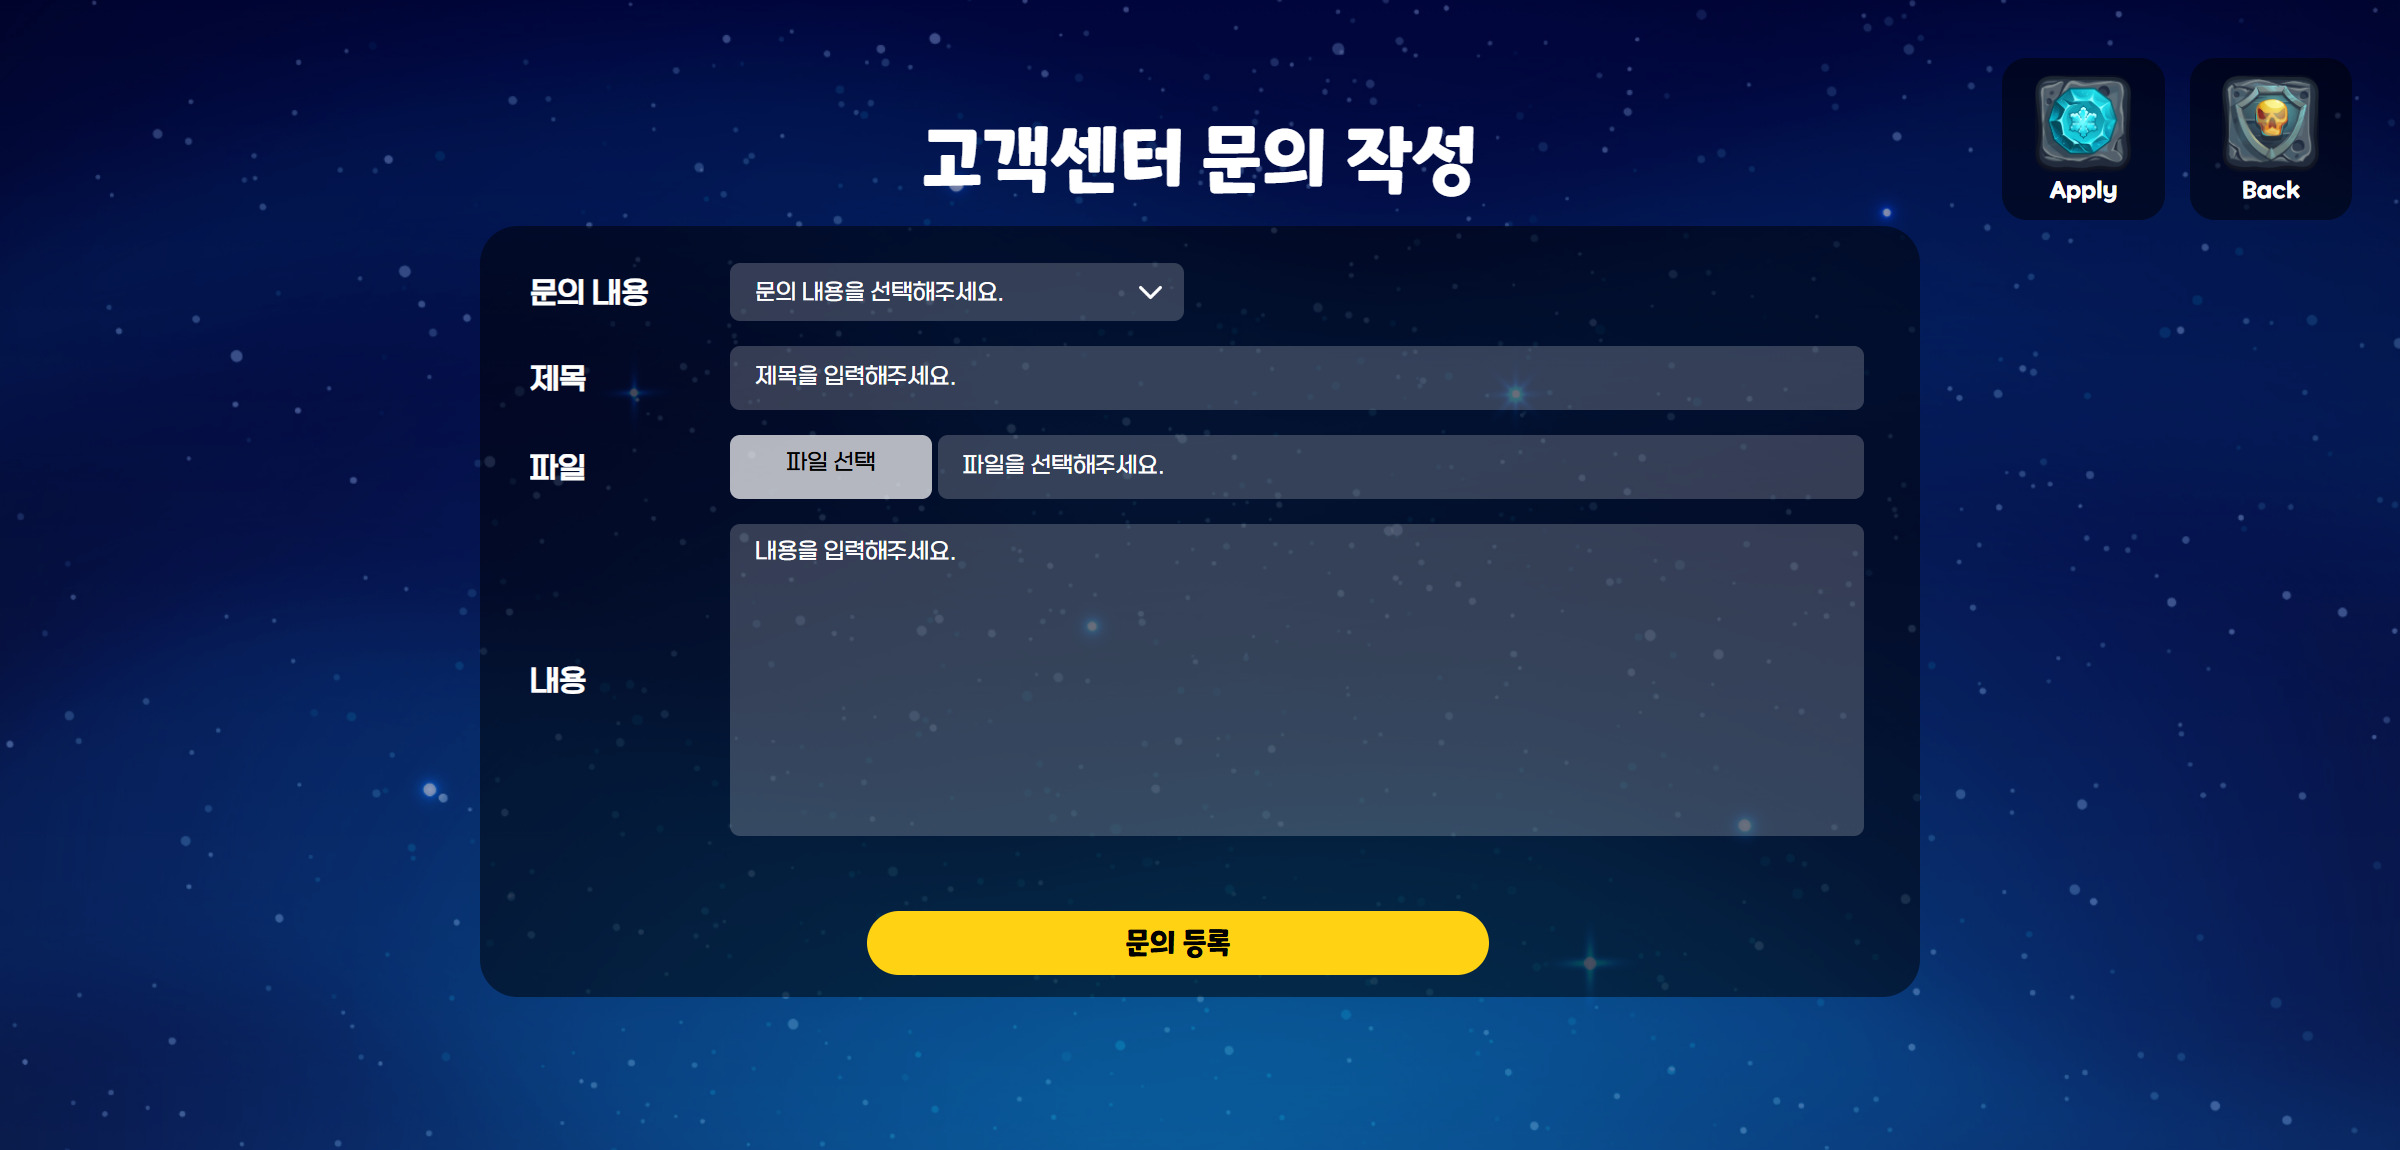 고객센터 문의 작성
Apply
Back
문의 내용
문의 내용을 선택해주세요.
제목
제목을 입력해주세요.
파일
파일 선택
파일을 선택해주세요.
내용
내용을 입력해주세요.
문의 등록